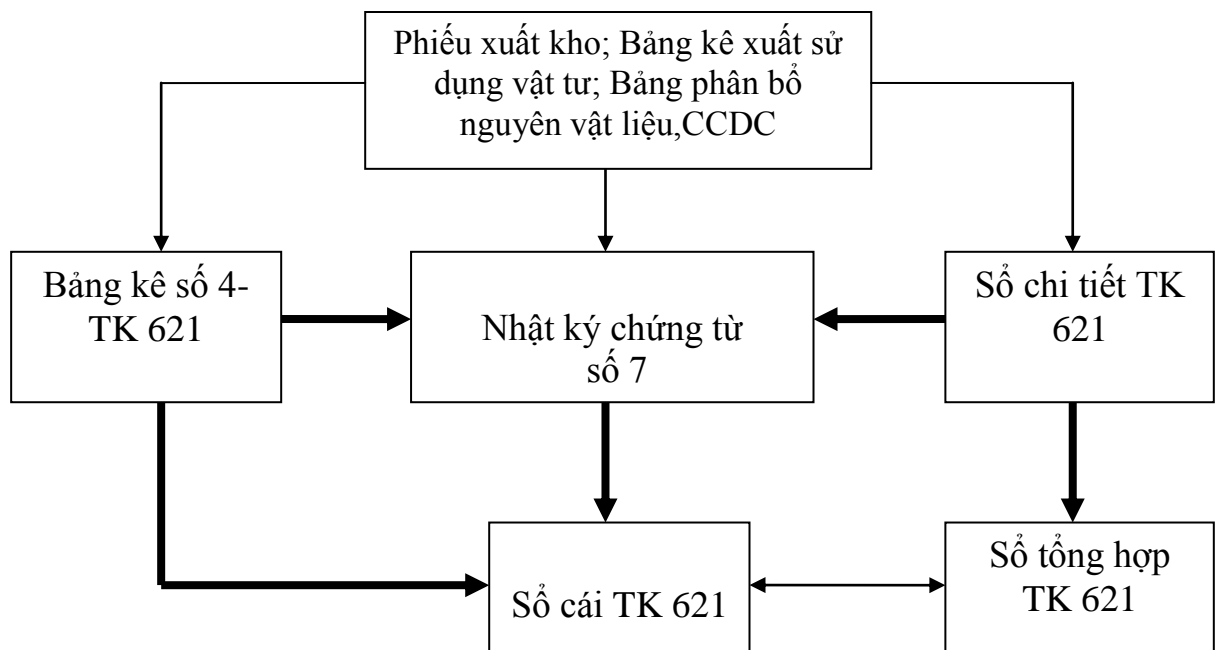 Phiếu xuất kho; Bảng kê xuất sử
dụng vật tư; Bảng phân bổ
nguyên vật liệu,CCDC
Bảng kê số 4-
TK 621
Nhật ký chứng từ
số 7
Sổ chi tiết TK
621
Sổ cái TK 621
Sổ tổng hợp
TK 621